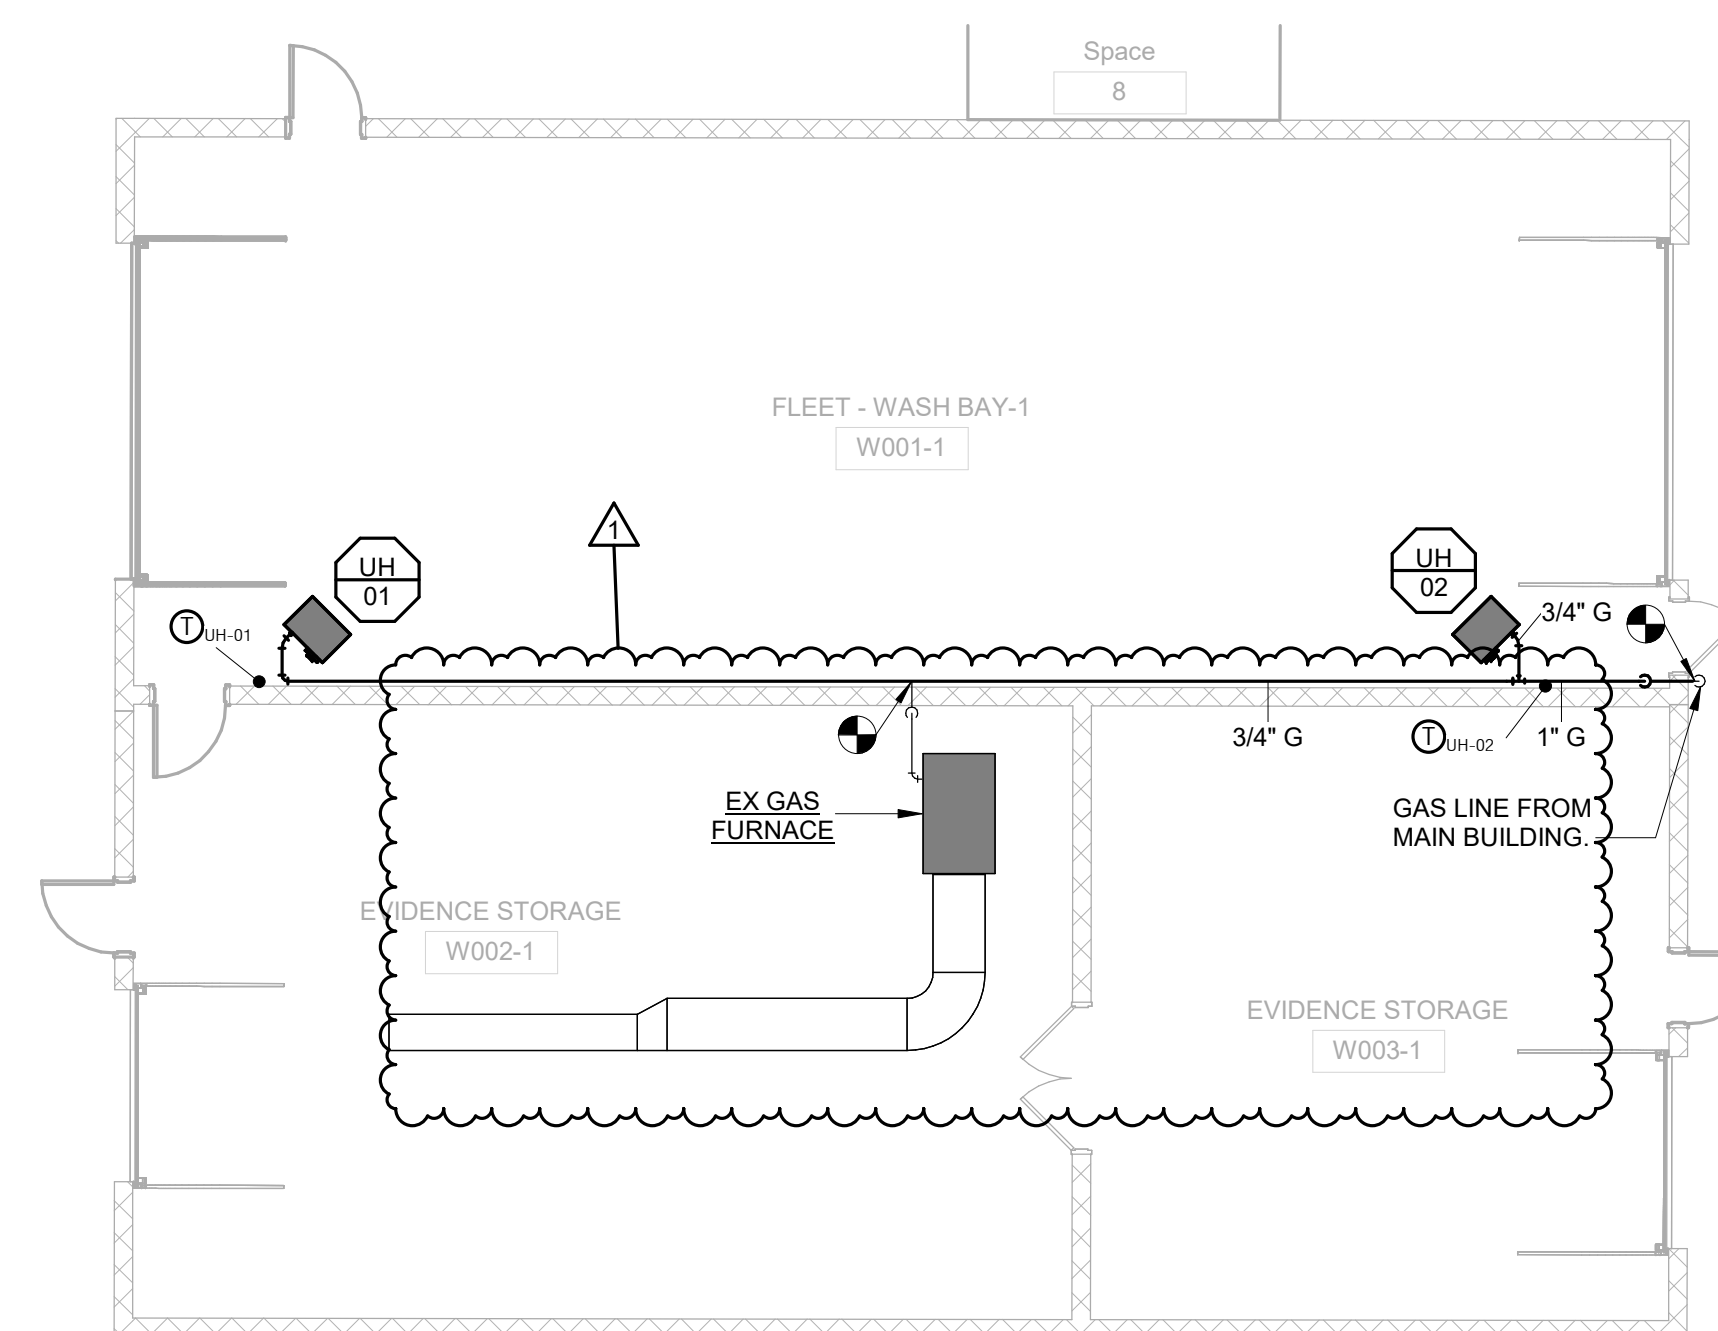 Space
8
FLEET - WASH BAY-1
W001-1
1
UH
01
UH
02
3/4" G
T UH-01
3/4" G
T UH-02
1" G
EX GAS
FURNACE
GAS LINE FROM
MAIN BUILDING.
EVIDENCE STORAGE
W002-1
EVIDENCE STORAGE
W003-1